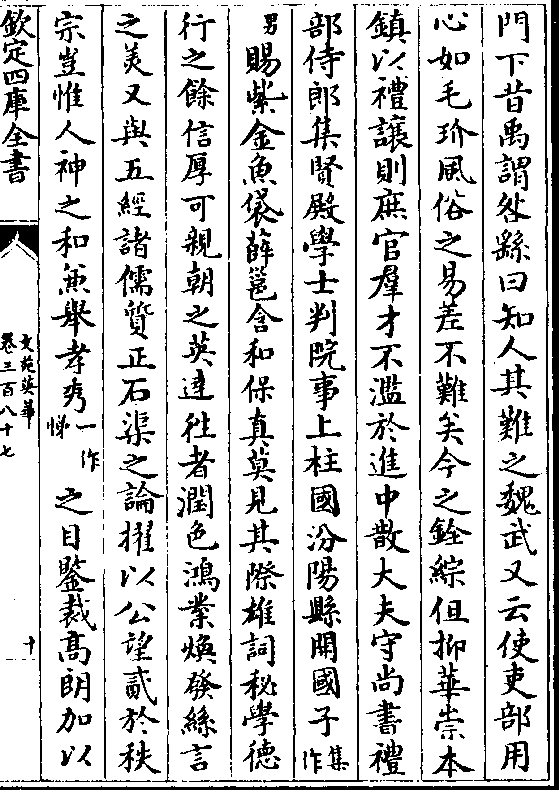 門下昔禹謂咎繇曰知人其難之魏武又云使吏部用
心如毛玠風俗之易差不難矣今之銓綜但抑華崇本
鎮以禮讓則庶官羣才不濫於進中散大夫守尚書禮
部侍郎集賢殿學士判院事上柱國汾陽縣開國子集作
男賜紫金魚袋薛邕含和保真莫見其際雄詞秘學德
行之餘信厚可親朝之英達徃者潤色鴻業煥發絲言
之美又與五經諸儒質正石渠之論擢以公望貳於秩
宗豈惟人神之和兼舉孝秀一作悌之目鑒裁高朗加以
欽定四庫全書
文苑英華
卷三百八十七
十